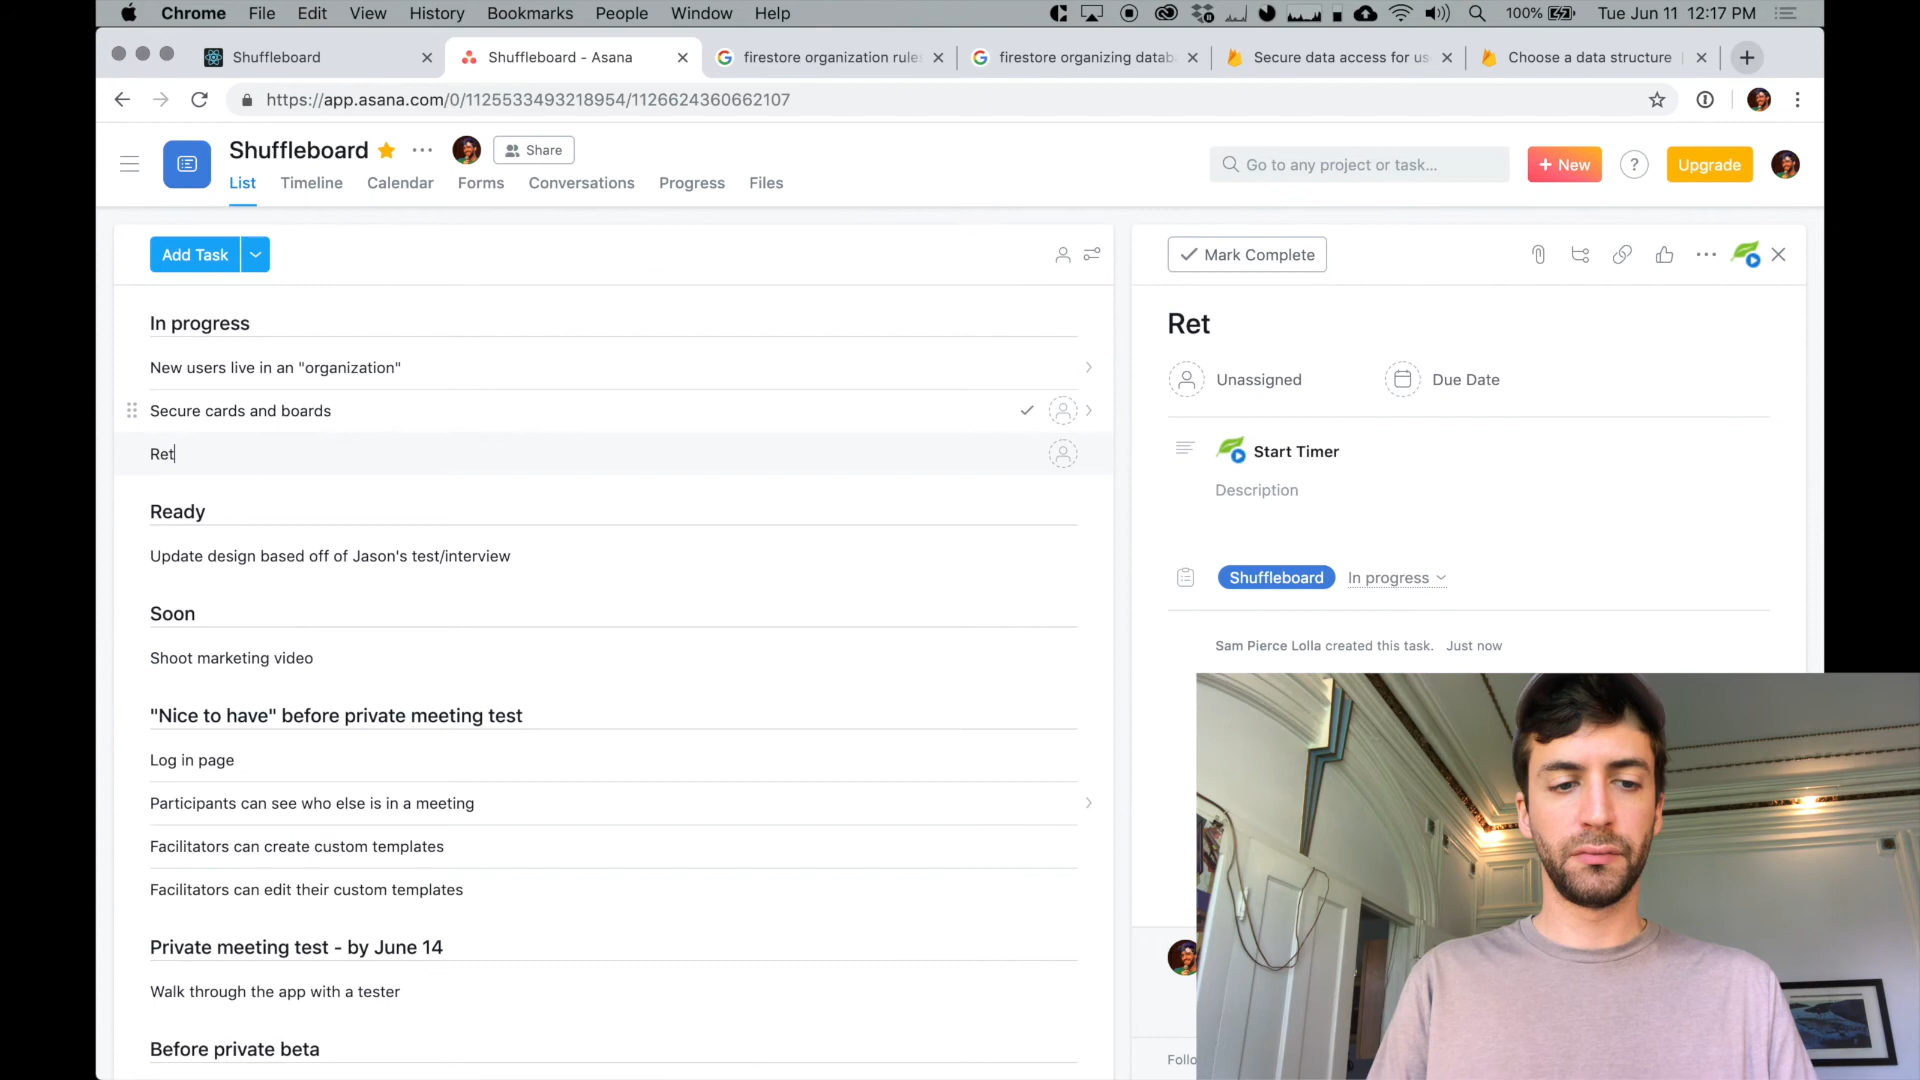 Chrome File Edit View History Bookmarks People Window Help 100% Tue Jun 11 12:17 PM
Shuffleboard Shuffleboard - Asana firestore organization rules firestore organizing datab Secure data access for us Choose a data structure
https://app.asana.com/0/1125533493218954/1126624360662107
Shuffleboard ... Share
List Timeline Calendar Forms Conversations Progress Files
Go to any project or task...
+ New ? Upgrade
Add Task
In progress
New users live in an "organization"
Secure cards and boards
Ret
Ready
Update design based off of Jason's test/interview
Soon
Shoot marketing video
"Nice to have" before private meeting test
Log in page
Participants can see who else is in a meeting
Facilitators can create custom templates
Facilitators can edit their custom templates
Private meeting test - by June 14
Walk through the app with a tester
Before private beta
Mark Complete
Ret
Unassigned Due Date
Start Timer
Description
Shuffleboard In progress
Sam Pierce Lolla created this task. Just now
Follo